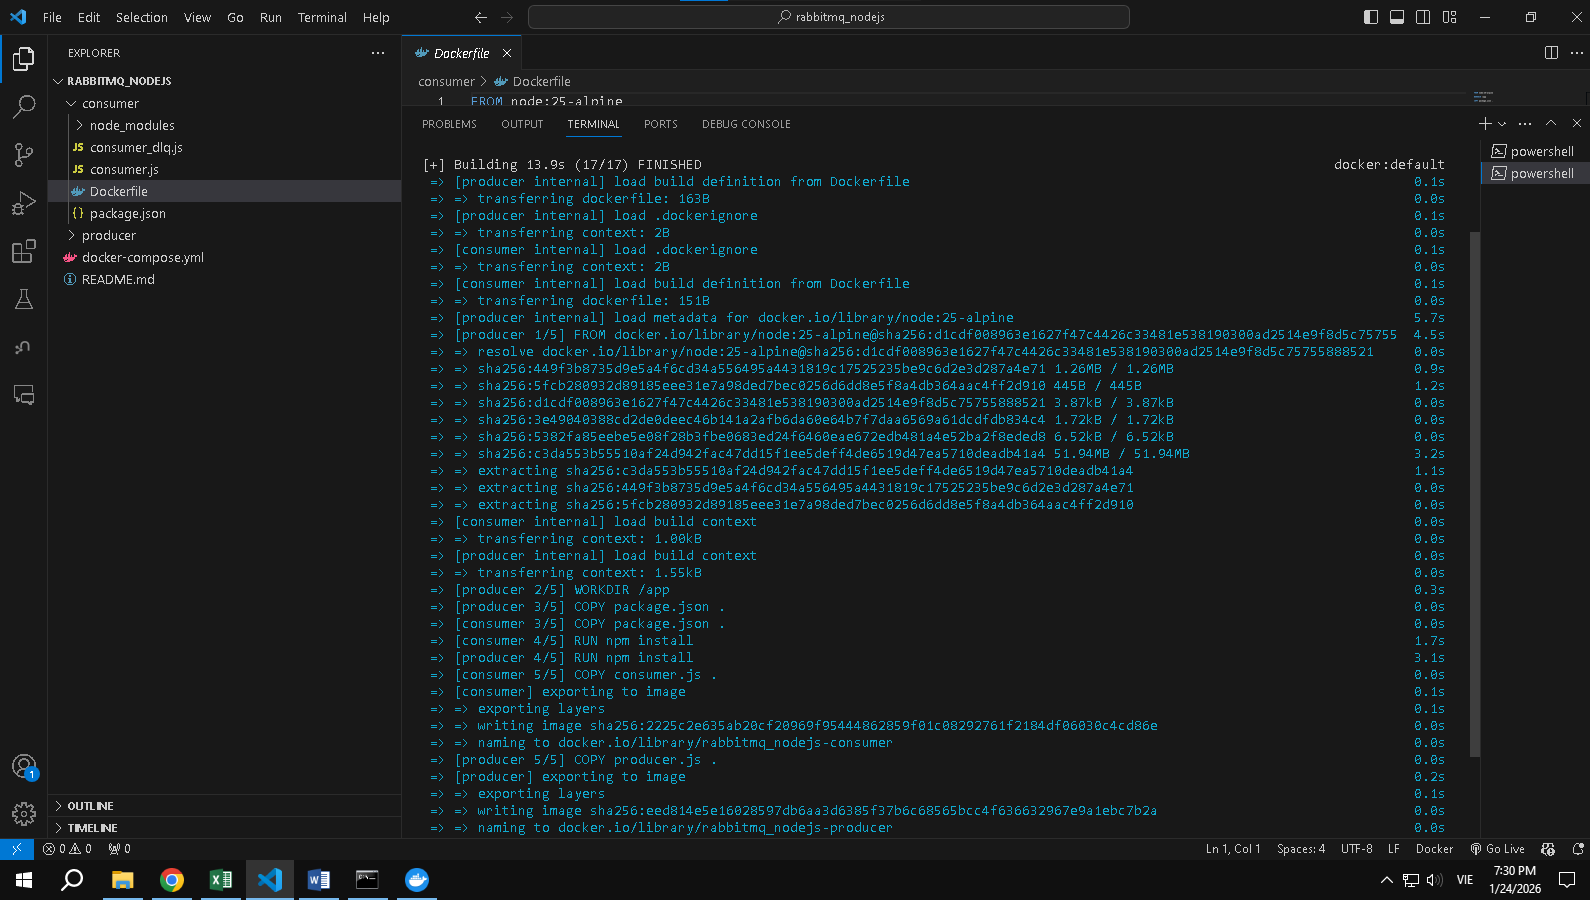 File Edit Selection View Go Run Terminal Help
rabbitmq_nodejs
EXPLORER
RABBITMQ_NODEJS
consumer
node_modules
JS consumer_dlq.js
JS consumer.js
Dockerfile
{} package.json
producer
docker-compose.yml
README.md
OUTLINE
TIMELINE
Dockerfile
consumer > Dockerfile
1 FROM node:25-alpine
PROBLEMS OUTPUT TERMINAL PORTS DEBUG CONSOLE
powershell
powershell
[+] Building 13.9s (17/17) FINISHED docker:default
=> [producer internal] load build definition from Dockerfile 0.1s
=> => transferring dockerfile: 163B 0.0s
=> [producer internal] load .dockerignore 0.1s
=> => transferring context: 2B 0.0s
=> [consumer internal] load .dockerignore 0.1s
=> => transferring context: 2B 0.0s
=> [consumer internal] load build definition from Dockerfile 0.1s
=> => transferring dockerfile: 151B 0.0s
=> [producer internal] load metadata for docker.io/library/node:25-alpine 5.7s
=> [producer 1/5] FROM docker.io/library/node:25-alpine@sha256:d1cdf008963e1627f47c4426c33481e538190300ad2514e9f8d5c75755 4.5s
=> => resolve docker.io/library/node:25-alpine@sha256:d1cdf008963e1627f47c4426c33481e538190300ad2514e9f8d5c75755888521 0.0s
=> => sha256:449f3b8735d9e5a4f6cd34a556495a4431819c17525235be9c6d2e3d287a4e71 1.26MB / 1.26MB 0.9s
=> => sha256:5fcb280932d89185eee31e7a98ded7bec0256d6dd8e5f8a4db364aac4ff2d910 445B / 445B 1.2s
=> => sha256:d1cdf008963e1627f47c4426c33481e538190300ad2514e9f8d5c75755888521 3.87kB / 3.87kB 0.0s
=> => sha256:3e49040388cd2de0deec46b141a2afb6da60e64b7f7daa6569a61dcdfdb834c4 1.72kB / 1.72kB 0.0s
=> => sha256:5382fa85eebe5e08f28b3fbe0683ed24f6460eae672edb481a4e52ba2f8eded8 6.52kB / 6.52kB 0.0s
=> => sha256:c3da553b55510af24d942fac47dd15f1ee5deff4de6519d47ea5710deadb41a4 51.94MB / 51.94MB 3.2s
=> => extracting sha256:c3da553b55510af24d942fac47dd15f1ee5deff4de6519d47ea5710deadb41a4 1.1s
=> => extracting sha256:449f3b8735d9e5a4f6cd34a556495a4431819c17525235be9c6d2e3d287a4e71 0.0s
=> => extracting sha256:5fcb280932d89185eee31e7a98ded7bec0256d6dd8e5f8a4db364aac4ff2d910 0.0s
=> [consumer internal] load build context 0.0s
=> => transferring context: 1.00kB 0.0s
=> [producer internal] load build context 0.0s
=> => transferring context: 1.55kB 0.0s
=> [producer 2/5] WORKDIR /app 0.3s
=> [producer 3/5] COPY package.json . 0.0s
=> [consumer 3/5] COPY package.json . 0.0s
=> [consumer 4/5] RUN npm install 1.7s
=> [producer 4/5] RUN npm install 3.1s
=> [consumer 5/5] COPY consumer.js . 0.0s
=> [consumer] exporting to image 0.1s
=> => exporting layers 0.1s
=> => writing image sha256:2225c2e635ab20cf20969f95444862859f01c08292761f2184df06030c4cd86e 0.0s
=> => naming to docker.io/library/rabbitmq_nodejs-consumer 0.0s
=> [producer 5/5] COPY producer.js . 0.0s
=> [producer] exporting to image 0.2s
=> => exporting layers 0.1s
=> => writing image sha256:eed814e5e16028597db6aa3d6385f37b6c68565bcc4f636632967e9a1ebc7b2a 0.0s
=> => naming to docker.io/library/rabbitmq_nodejs-producer 0.0s
producer
1
0 0 0
Ln 1, Col 1 Spaces: 4 UTF-8 LF Docker Go Live
VIE
7:30 PM
1/24/2026